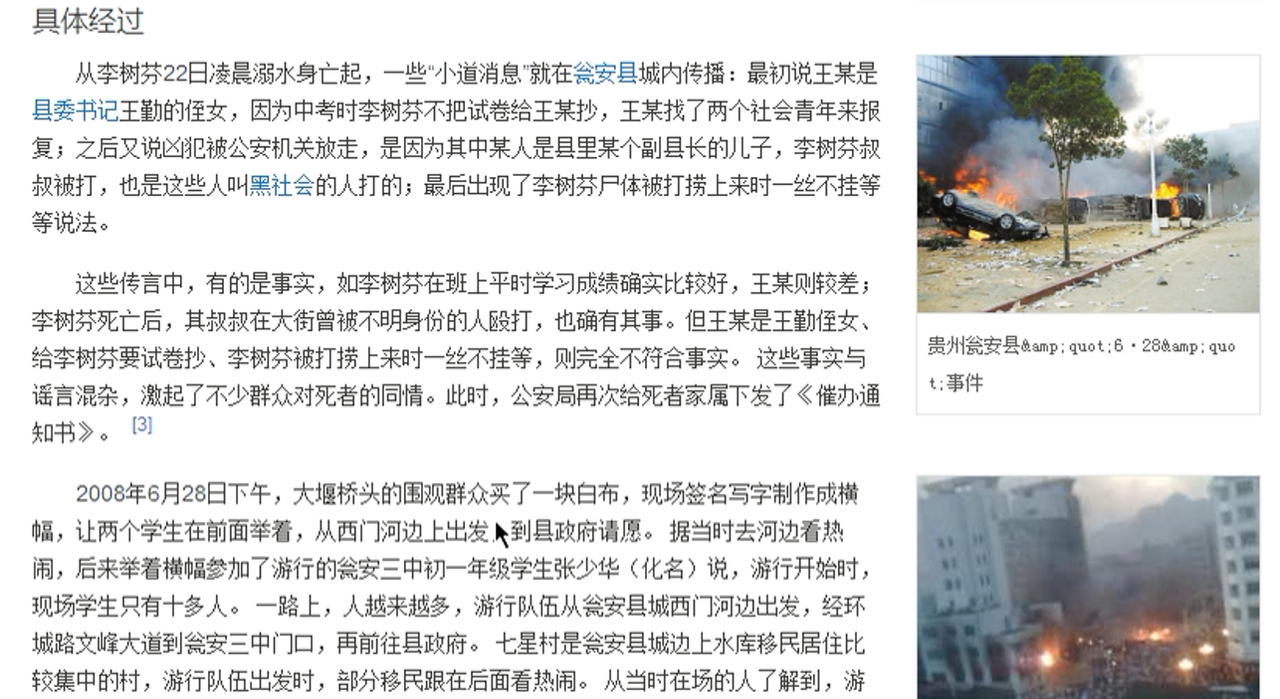 具体经过
从李树芬22日凌晨溺水身亡起，一些“小道消息”就在瓮安县城内传播：最初说王某是
县委书记王勤的侄女，因为中考时李树芬不把试卷给王某抄，王某找了两个社会青年来报
复；之后又说凶犯被公安机关放走，是因为其中某人是县里某个副县长的儿子，李树芬叔
叔被打，也是这些人叫黑社会的人打的；最后出现了李树芬尸体被打捞上来时一丝不挂等
等说法。
这些传言中，有的是事实，如李树芬在班上平时学习成绩确实比较好，王某则较差；
李树芬死亡后，其叔叔在大街曾被不明身份的人殴打，也确有其事。但王某是王勤侄女、
给李树芬要试卷抄、李树芬被打捞上来时一丝不挂等，则完全不符合事实。 这些事实与
谣言混杂，激起了不少群众对死者的同情。此时，公安局再次给死者家属下发了《催办通
知书》。 [3]
2008年6月28日下午，大堰桥头的围观群众买了一块白布，现场签名写字制作成横
幅，让两个学生在前面举着，从西门河边上出发，到县政府请愿。 据当时去河边看热
闹，后来举着横幅参加了游行的瓮安三中初一年级学生张少华（化名）说，游行开始时，
现场学生只有十多人。 一路上，人越来越多，游行队伍从瓮安县城西门河边出发，经环
城路文峰大道到瓮安三中门口，再前往县政府。 七星村是瓮安县城边上水库移民居住比
较集中的村，游行队伍出发时，部分移民跟在后面看热闹。 从当时在场的人了解到，游
贵州瓮安县&amp;quot;6·28&amp;quo
t;事件